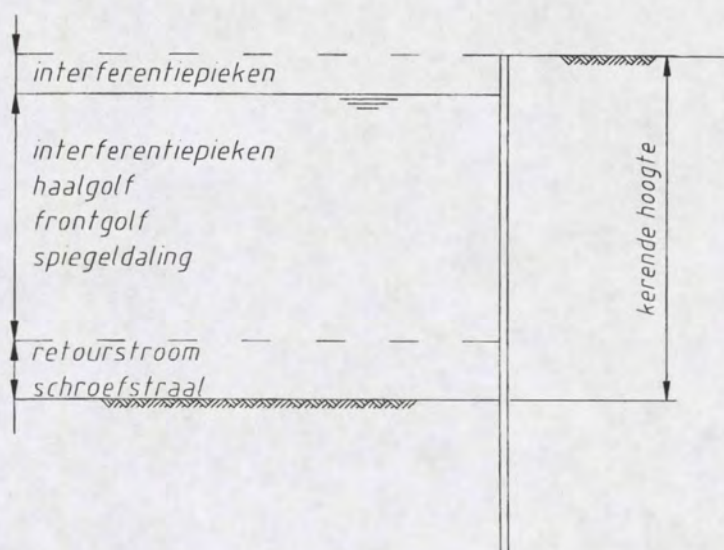 interferentiepieken
interferentiepieken
haalgolf
frontgolf
spiegeldaling
retourstroom
schroefstraal
kerende hoogte